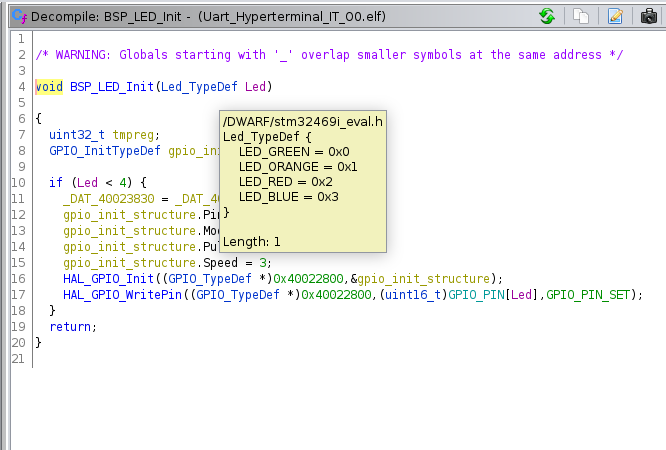 Decompile: BSP_LED_Init - (Uart_Hyperterminal_IT_O0.elf)
1
2 /* WARNING: Globals starting with '_' overlap smaller symbols at the same address */
3
4 void BSP_LED_Init(Led_TypeDef Led)
5
6 {
7 uint32_t tmpreg;
8 GPIO_InitTypeDef gpio_in
9
10 if (Led < 4) {
11 _DAT_40023830 = _DAT_4
12 gpio_init_structure.Pin
13 gpio_init_structure.Mod
14 gpio_init_structure.Pu
15 gpio_init_structure.Speed = 3;
16 HAL_GPIO_Init((GPIO_TypeDef *)0x40022800,&gpio_init_structure);
17 HAL_GPIO_WritePin((GPIO_TypeDef *)0x40022800,(uint16_t)GPIO_PIN[Led],GPIO_PIN_SET);
18 }
19 return;
20 }
21
/DWARF/stm32469i_eval.h
Led_TypeDef {
LED_GREEN = 0x0
LED_ORANGE = 0x1
LED_RED = 0x2
LED_BLUE = 0x3
}
Length: 1